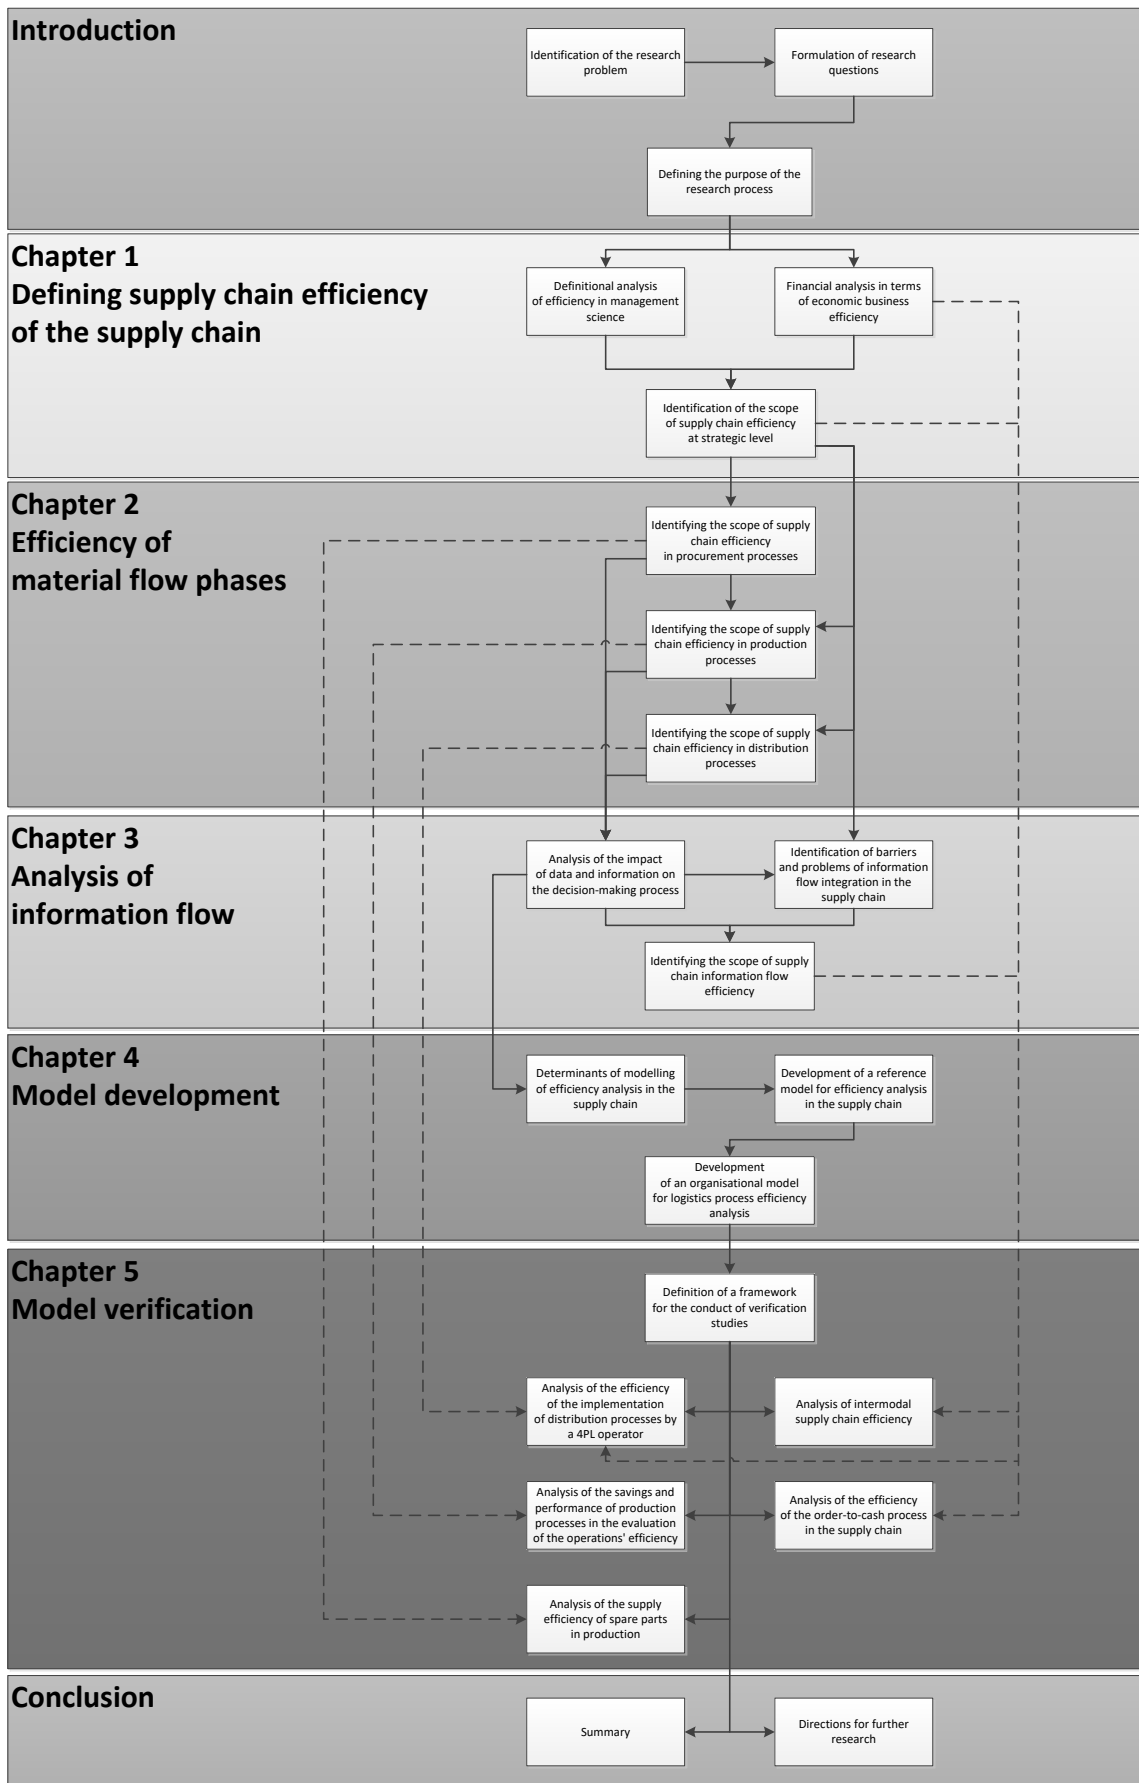 Introduction
Identification of the research
problem
Formulation of research
questions
Defining the purpose of the
research process
Chapter 1
Defining supply chain efficiency
of the supply chain
Definitional analysis
of efficiency in management
science
Financial analysis in terms
of economic business
efficiency
Identification of the scope
of supply chain efficiency
at strategic level
Chapter 2
Efficiency of
material flow phases
Identifying the scope of supply
chain efficiency
in procurement processes
Identifying the scope of supply
chain efficiency in production
processes
Identifying the scope of supply
chain efficiency in distribution
processes
Chapter 3
Analysis of
information flow
Analysis of the impact
of data and information on
the decision-making process
Identification of barriers
and problems of information
flow integration in the
supply chain
Identifying the scope of supply
chain information flow
efficiency
Chapter 4
Model development
Determinants of modelling
of efficiency analysis in the
supply chain
Development of a reference
model for efficiency analysis
in the supply chain
Development
of an organisational model
for logistics process efficiency
analysis
Chapter 5
Model verification
Definition of a framework
for the conduct of verification
studies
Analysis of the efficiency
of the implementation
of distribution processes by
a 4PL operator
Analysis of intermodal
supply chain efficiency
Analysis of the savings and
performance of production
processes in the evaluation
of the operations' efficiency
Analysis of the efficiency
of the order-to-cash process
in the supply chain
Analysis of the supply
efficiency of spare parts
in production
Conclusion
Summary
Directions for further
research